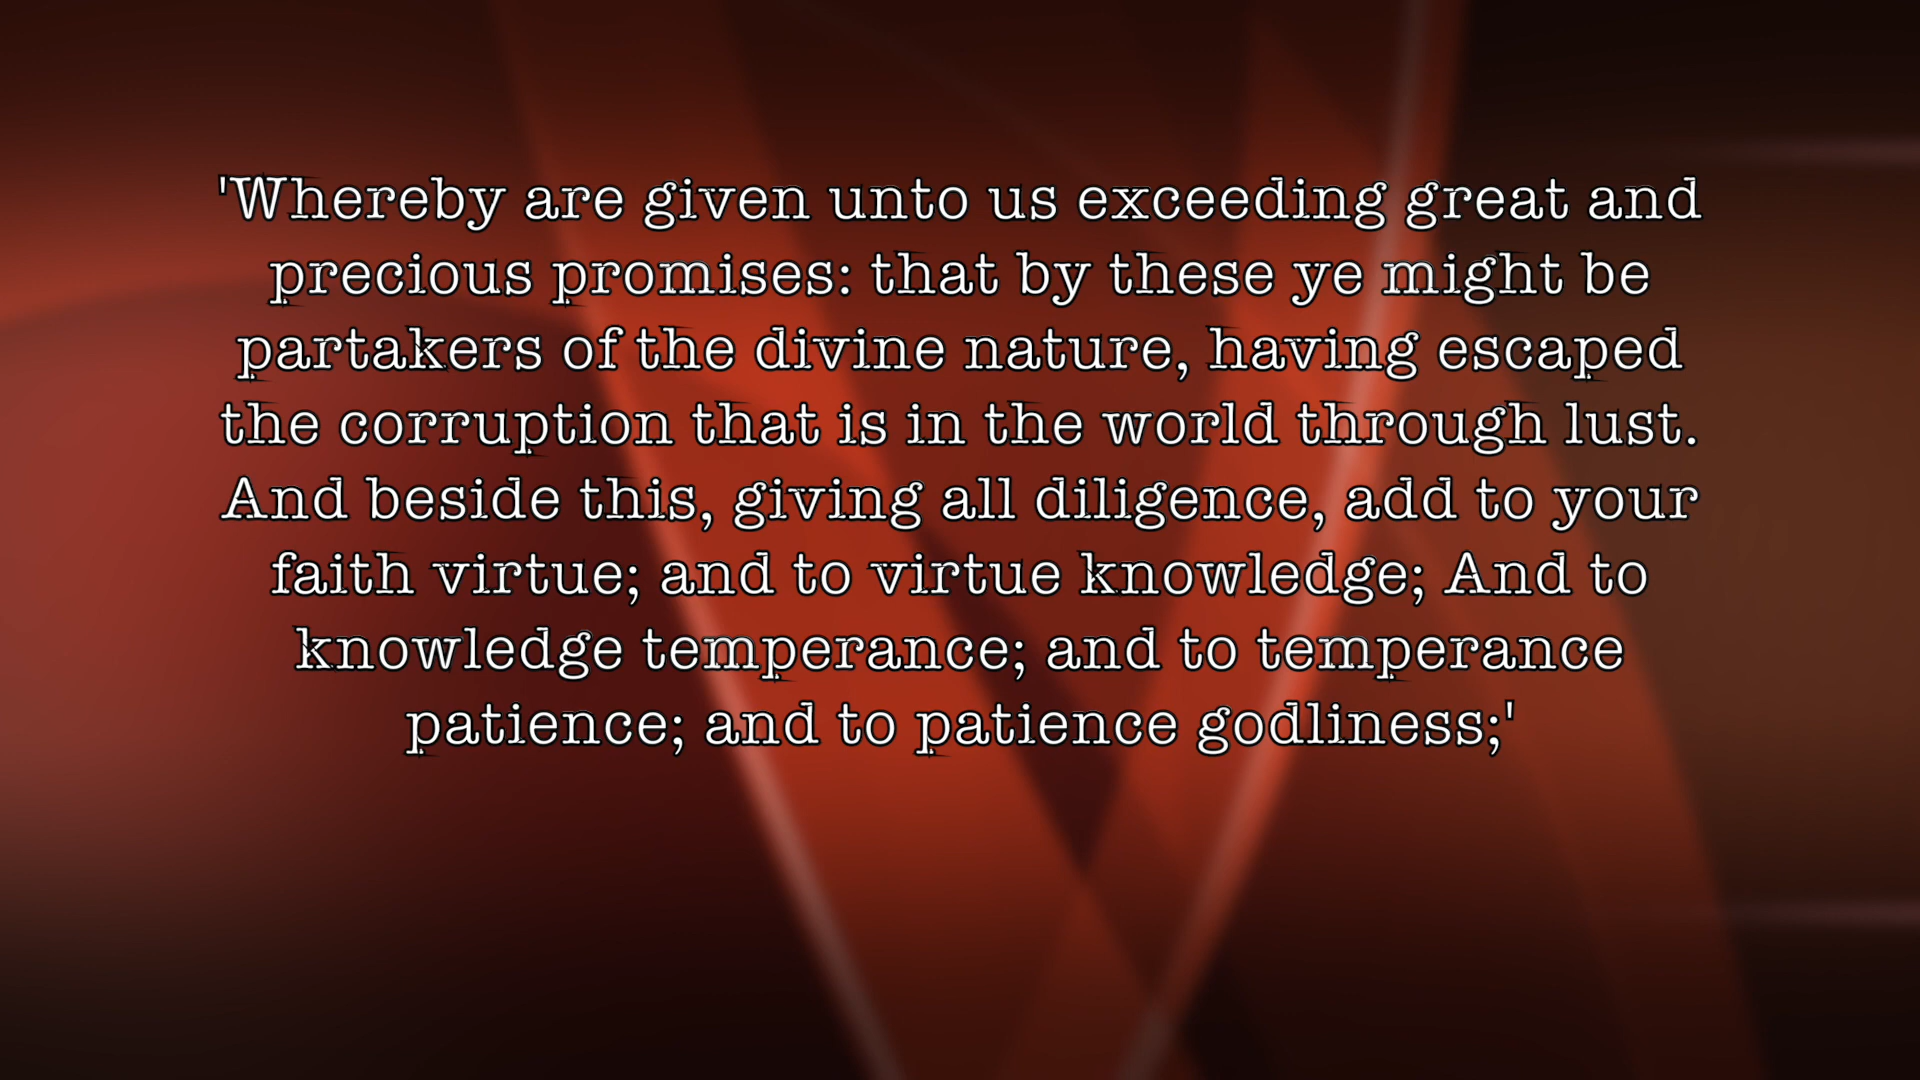 'Whereby are given unto us exceeding great and
precious promises: that by these ye might be
partakers of the divine nature, having escaped
the corruption that is in the world through lust.
And beside this, giving all diligence, add to your
faith virtue; and to virtue knowledge; And to
knowledge temperance; and to temperance
patience; and to patience godliness;'